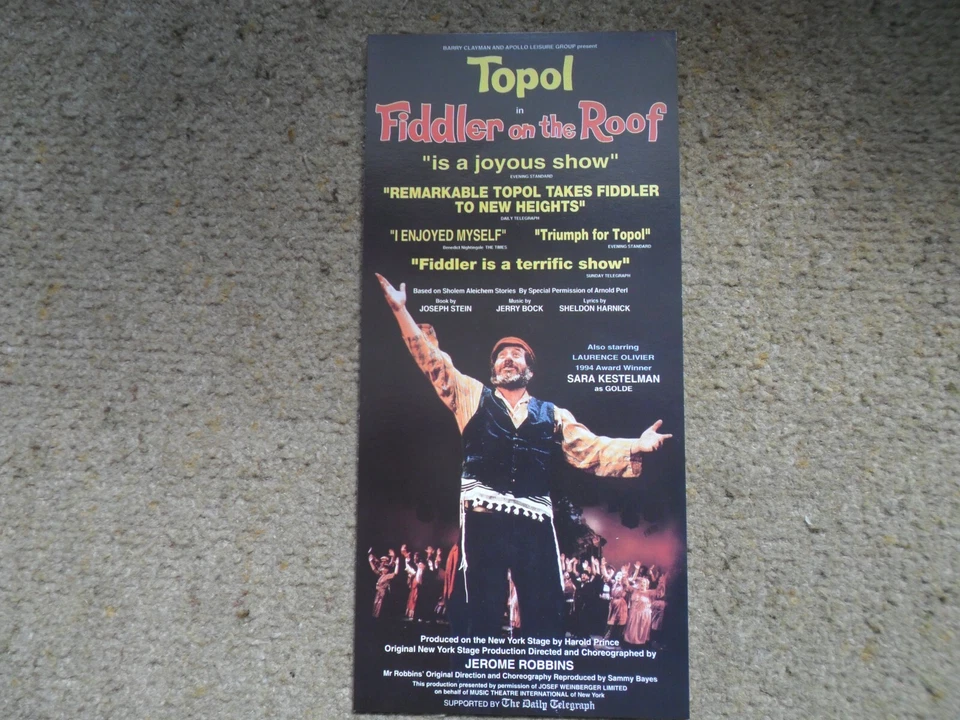 BARRY CLAYMAN AND APOLLO LEISURE GROUP present
Topol
in
Fiddler on the Roof
"is a joyous show"
EVENING STANDARD
"REMARKABLE TOPOL TAKES FIDDLER
TO NEW HEIGHTS"
DAILY TELEGRAPH
"I ENJOYED MYSELF"
Benedict Nightingale THE TIMES
"Triumph for Topol"
EVENING STANDARD
"Fiddler is a terrific show"
SUNDAY TELEGRAPH
Based on Sholem Aleichem Stories By Special Permission of Arnold Perl
Book by
JOSEPH STEIN
Music by
JERRY BOCK
Lyrics by
SHELDON HARNICK
Also starring
LAURENCE OLIVIER
1994 Award Winner
SARA KESTELMAN
as GOLDE
Produced on the New York Stage by Harold Prince
Original New York Stage Production Directed and Choreographed by
JEROME ROBBINS
Mr Robbins' Original Direction and Choreography Reproduced by Sammy Bayes
This production presented by permission of JOSEF WEINBERGER LIMITED
on behalf of MUSIC THEATRE INTERNATIONAL of New York
SUPPORTED BY The Daily Telegraph